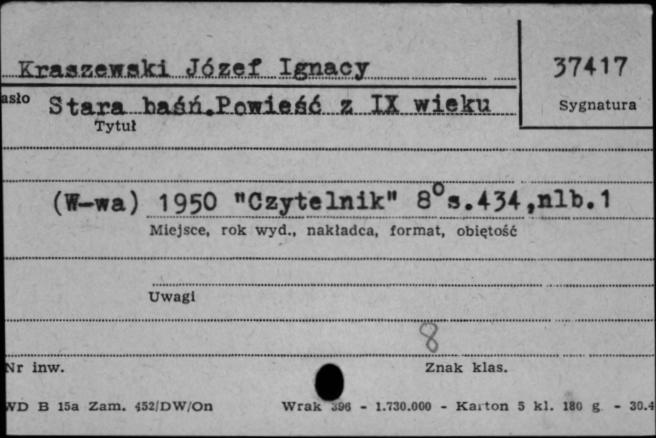 Kraszewski Józef Ignacy
37417
asło
Stara baśń.Powieść z IX wieku
Sygnatura
Tytuł
(W-wa) 1950 "Czytelnik" 8° s.434,nlb.1
Miejsce, rok wyd., nakładca, format, objętość
Uwagi
8
Nr inw.
Znak klas.
WD B 15a Zam. 452/DW/On
Wrak 396 - 1.730.000 - Karton 5 kl. 180 g - 30.4